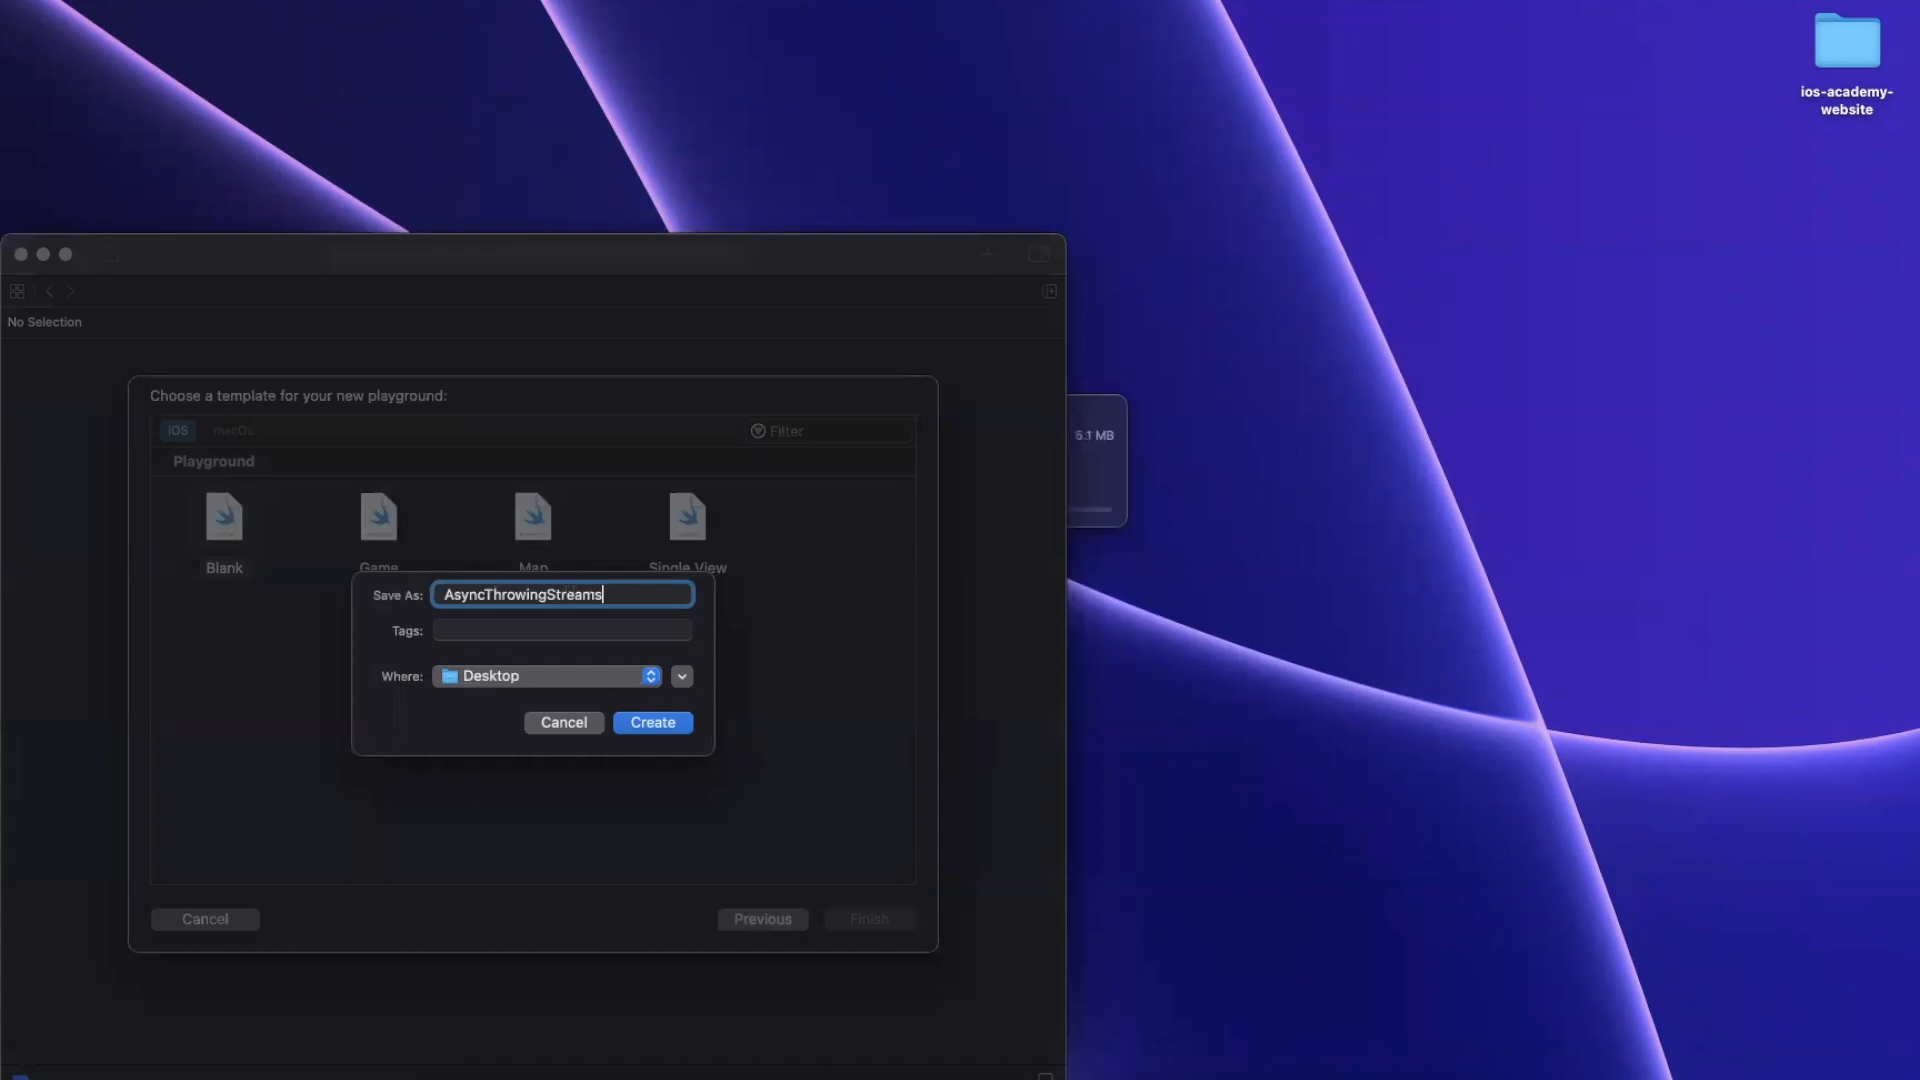 ios-academy-
website
No Selection
Choose a template for your new playground:
iOS
macOS
Filter
Playground
5.1 MB
Blank
Game
Map
Single View
Save As:
AsyncThrowingStreams
Tags:
Where:
Desktop
Cancel
Create
Cancel
Previous
Finish